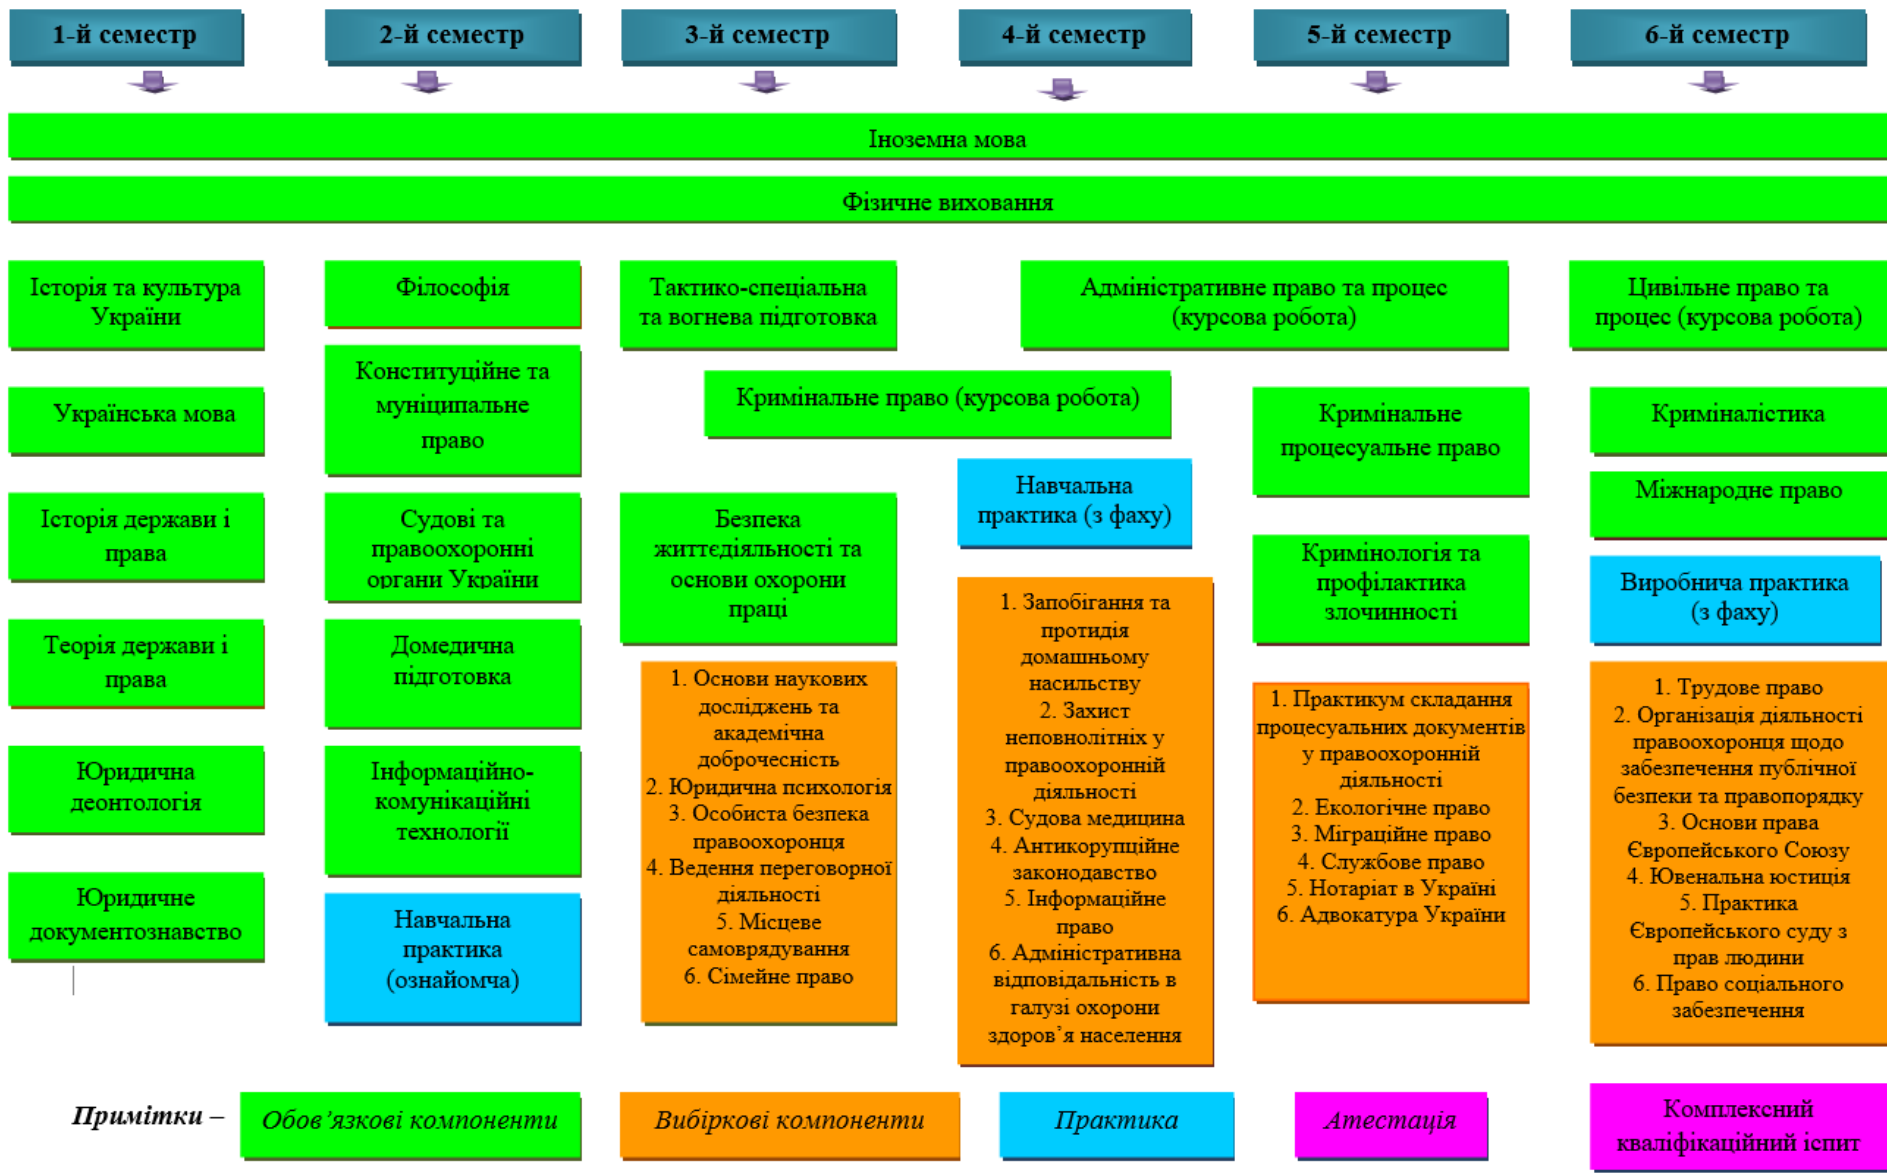 1-й семестр
2-й семестр
3-й семестр
4-й семестр
5-й семестр
6-й семестр
Іноземна мова
Фізичне виховання
Історія та культура
України
Українська мова
Історія держави і
права
Теорія держави і
права
Юридична
деонтологія
Юридичне
документознавство
Філософія
Конституційне та
муніципальне
право
Судові та
правоохоронні
органи України
Домедична
підготовка
Інформаційно-
комунікаційні
технології
Навчальна
практика
(ознайомча)
Тактико-спеціальна
та вогнева підготовка
Кримінальне право (курсова робота)
Безпека
життєдіяльності та
основи охорони
праці
1. Основи наукових
досліджень та
академічна
доброчесність
2. Юридична психологія
3. Особиста безпека
правоохоронця
4. Ведення переговорної
діяльності
5. Місцеве
самоврядування
6. Сімейне право
Адміністративне право та процес
(курсова робота)
Навчальна
практика (з фаху)
1. Запобігання та
протидія
домашньому
насильству
2. Захист
неповнолітніх у
правоохоронній
діяльності
3. Судова медицина
4. Антикорупційне
законодавство
5. Інформаційне
право
6. Адміністративна
відповідальність в
галузі охорони
здоров’я населення
Кримінальне
процесуальне право
Кримінологія та
профілактика
злочинності
1. Практикум складання
процесуальних документів
у правоохоронній
діяльності
2. Екологічне право
3. Міграційне право
4. Службове право
5. Нотаріат в Україні
6. Адвокатура України
Цивільне право та
процес (курсова робота)
Криміналістика
Міжнародне право
Виробнича практика
(з фаху)
1. Трудове право
2. Організація діяльності
правоохоронця щодо
забезпечення публічної
безпеки та правопорядку
3. Основи права
Європейського Союзу
4. Ювенальна юстиція
5. Практика
Європейського суду з
прав людини
6. Право соціального
забезпечення
Примітки –
Обов’язкові компоненти
Вибіркові компоненти
Практика
Атестація
Комплексний
кваліфікаційний іспит